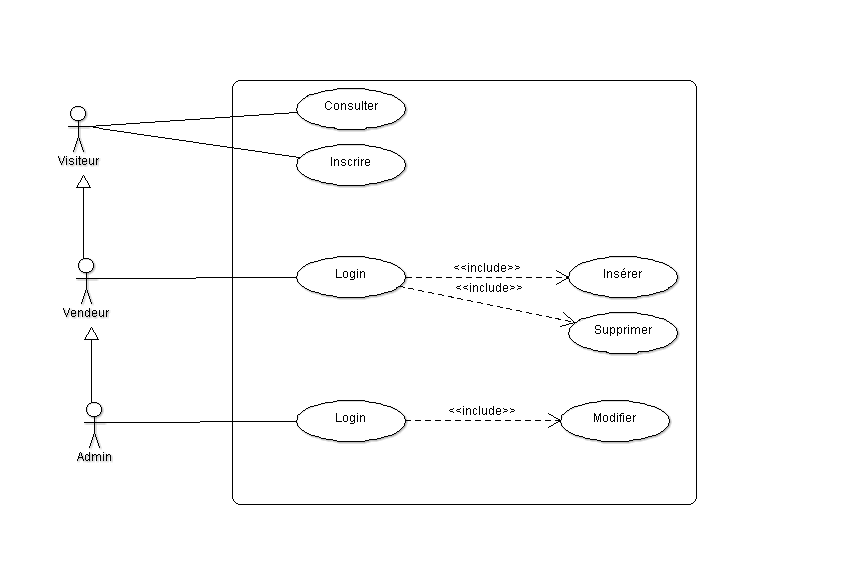 Consulter
Visiteur
Inscrire
Login
<<include>>
Insérer
<<include>>
Vendeur
Supprimer
Login
<<include>>
Modifier
Admin